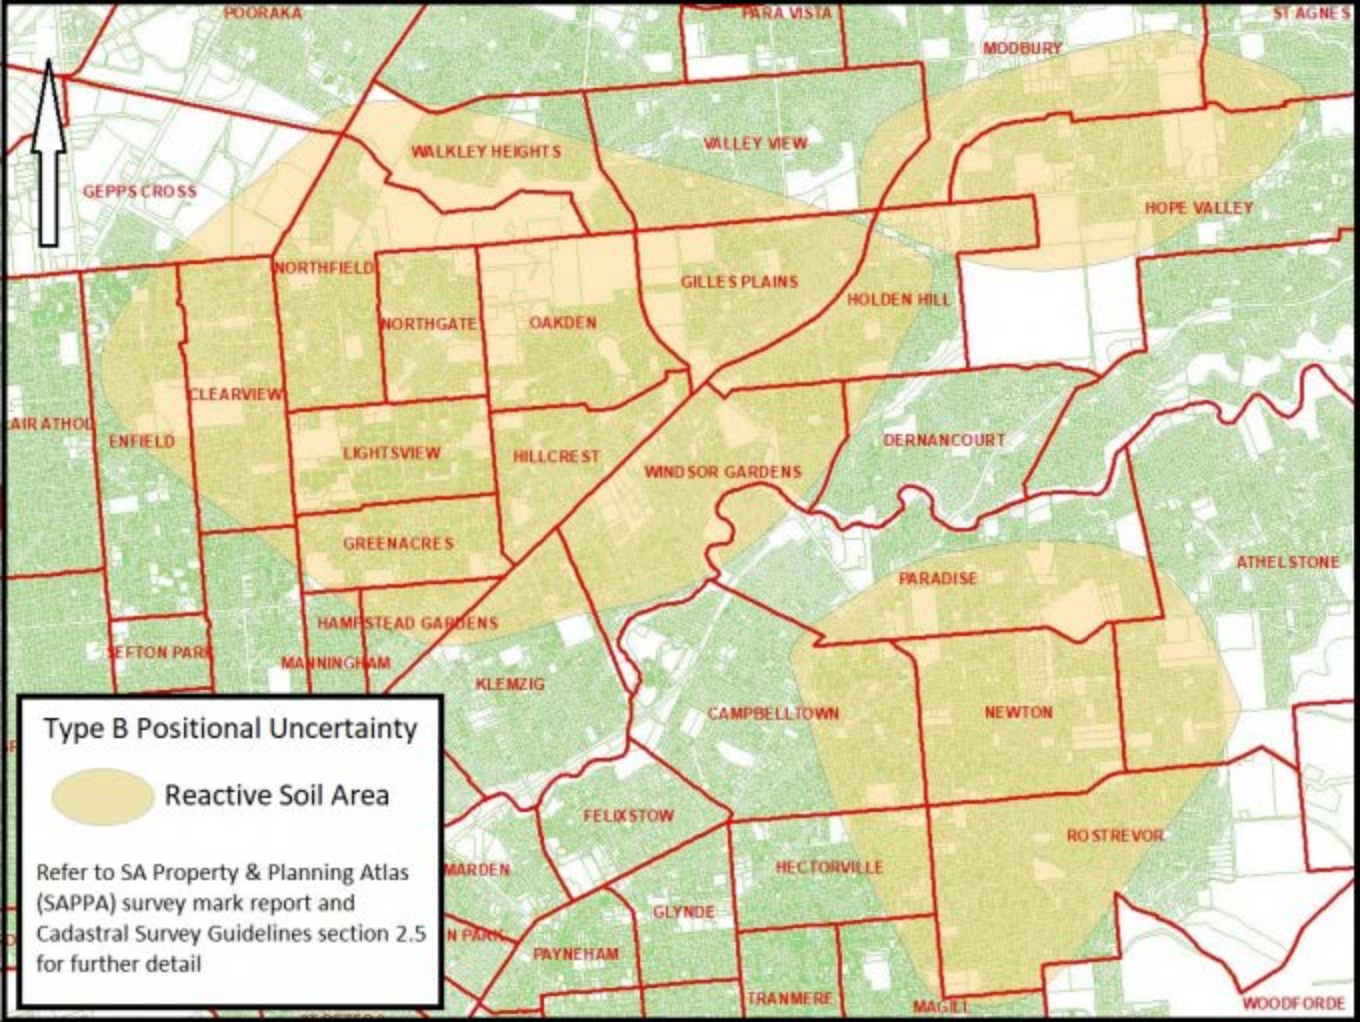 POORAKA
PARA VISTA
ST AGNES
MODBURY
VALLEY VIEW
WALKLEY HEIGHTS
GEPPS CROSS
HOPE VALLEY
NORTHFIELD
GILLES PLAINS
HOLDEN HILL
NORTHGATE
OAKDEN
CLEARVIEW
AIR ATHOL
ENFIELD
DERNANCOURT
LIGHTSVIEW
HILLCREST
WINDSOR GARDENS
GREENACRES
ATHELSTONE
PARADISE
HAMPSTEAD GARDENS
SEFTON PARK
MANNINGHAM
KLEMZIG
CAMPBELLTOWN
NEWTON
Type B Positional Uncertainty
Reactive Soil Area
FELIXSTOW
ROSTREVOR
HECTORVILLE
MARDEN
Refer to SA Property & Planning Atlas
(SAPPA) survey mark report and
Cadastral Survey Guidelines section 2.5
for further detail
GLYNDE
N PARK
PAYNEHAM
TRANMERE
MAGILL
WOODFORDE